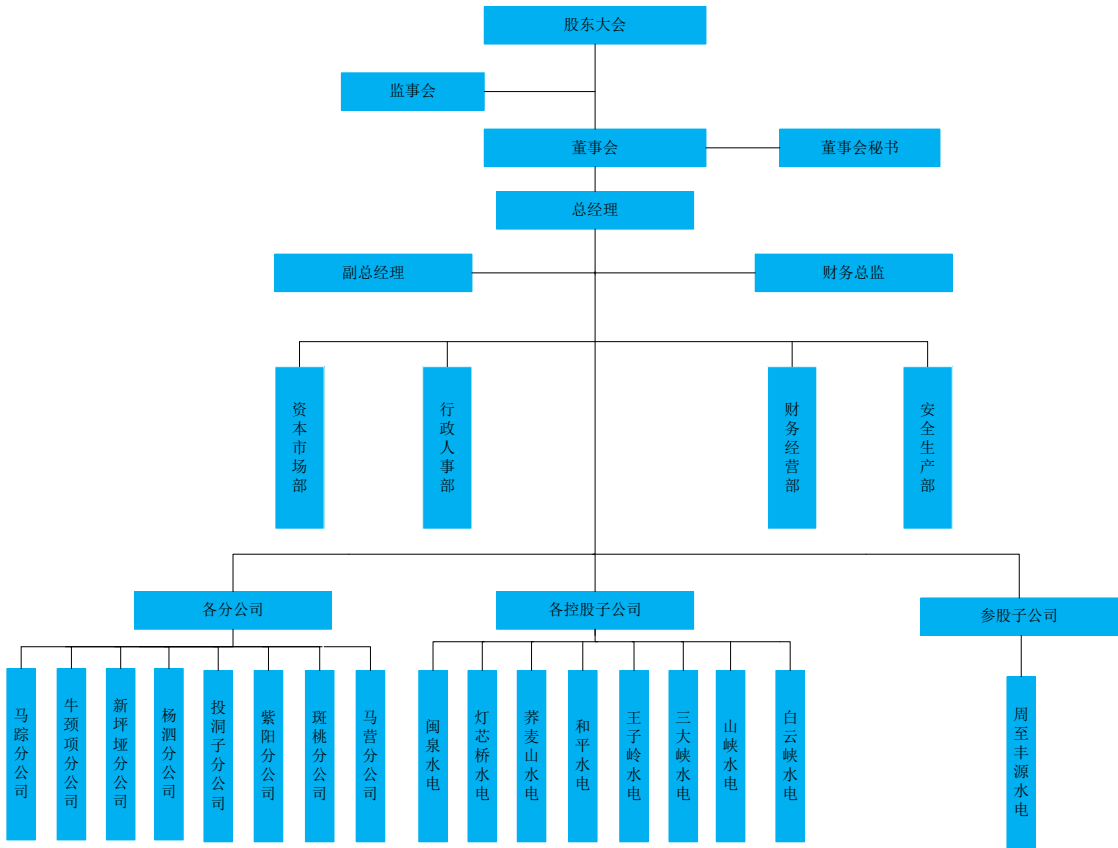 股东大会
监事会
董事会
董事会秘书
总经理
副总经理
财务总监
资本市场部
行政人事部
财务经营部
安全生产部
各分公司
各控股子公司
参股子公司
马踪分公司
牛颈项分公司
新坪垭分公司
杨泗分公司
投洞子分公司
紫阳分公司
斑桃分公司
马营分公司
闽泉水电
灯芯桥水电
荞麦山水电
和平水电
王子岭水电
三大峡水电
山峡水电
白云峡水电
周至丰源水电